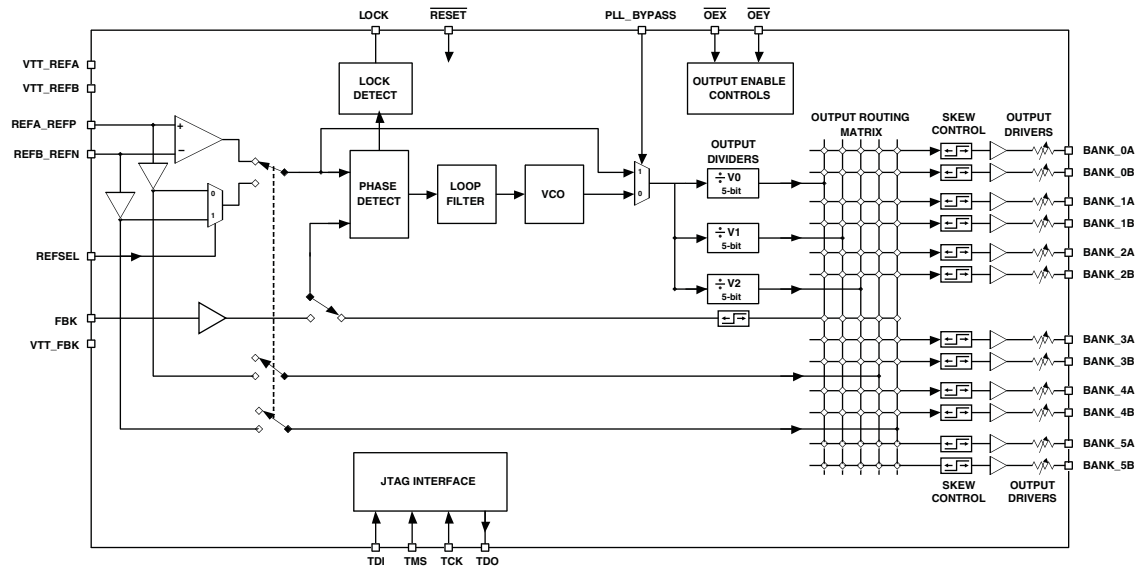 LOCK
RESET
PLL_BYPASS
OEX
OEY
VTT_REFA
VTT_REFB
REFA_REFP
REFB_REFN
REFSEL
FBK
VTT_FBK
+
–
0
1
LOCK
DETECT
PHASE
DETECT
LOOP
FILTER
VCO
1
0
OUTPUT ENABLE
CONTROLS
OUTPUT
DIVIDERS
÷ V0
5-bit
÷ V1
5-bit
÷ V2
5-bit
OUTPUT ROUTING
MATRIX
SKEW
CONTROL
OUTPUT
DRIVERS
BANK_0A
BANK_0B
BANK_1A
BANK_1B
BANK_2A
BANK_2B
BANK_3A
BANK_3B
BANK_4A
BANK_4B
BANK_5A
BANK_5B
SKEW
CONTROL
OUTPUT
DRIVERS
JTAG INTERFACE
TDI
TMS
TCK
TDO